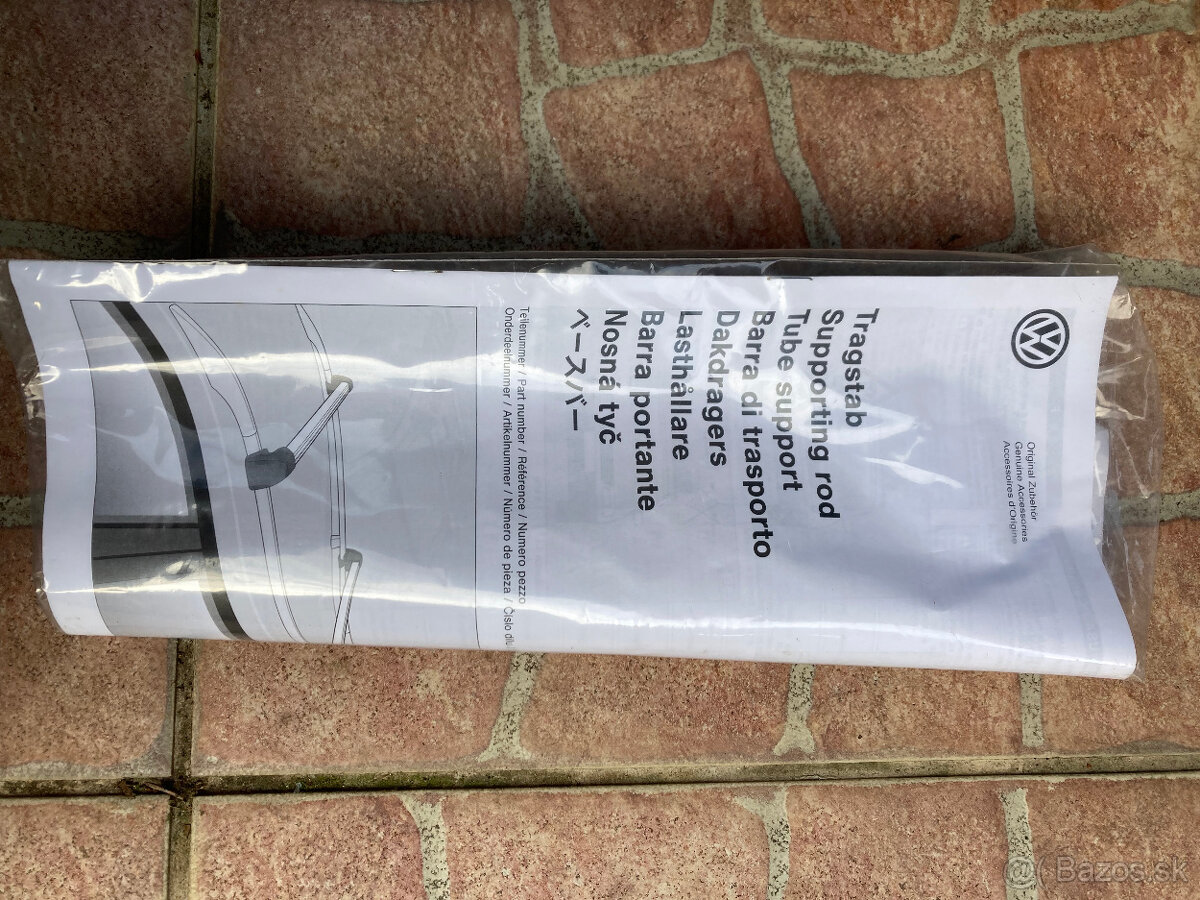 Original Zubehör
Genuine Accessories
Accessoires d'Origine
Tragstab
Supporting rod
Tube support
Barra di trasporto
Dakdragers
Lasthållare
Barra portante
Nosná tyč
ベースバー
Teilenummer / Part number / Référence / Numero pezzo
Onderdeelnummer / Artikelnummer / Número de pieza / Číslo dílu
Bazos.sk